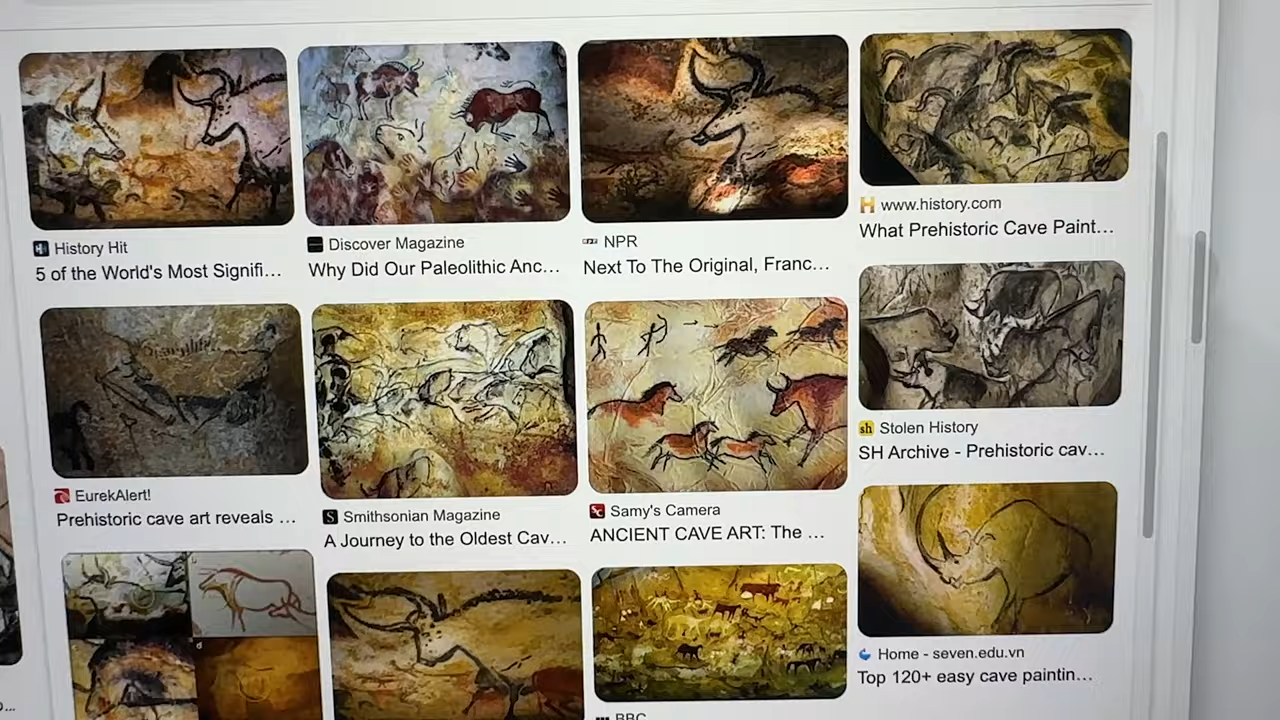 History Hit
5 of the World's Most Signifi...
Discover Magazine
Why Did Our Paleolithic Anc...
NPR
Next To The Original, Franc...
www.history.com
What Prehistoric Cave Paint...
EurekAlert!
Prehistoric cave art reveals ...
Smithsonian Magazine
A Journey to the Oldest Cav...
Samy's Camera
ANCIENT CAVE ART: The ...
sh Stolen History
SH Archive - Prehistoric cav...
Home - seven.edu.vn
Top 120+ easy cave paintin...
BBC